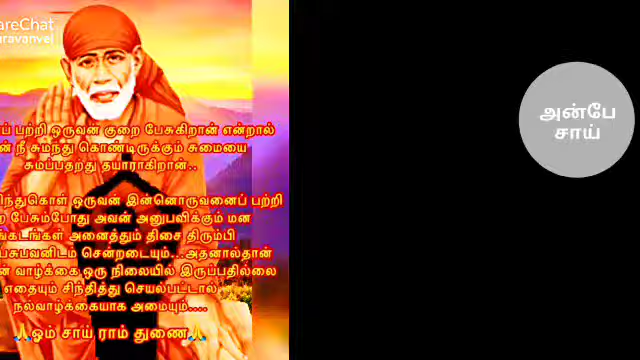 areChat
ravanvel
பற்றி ஒருவன் குறை பேசுகிறான் என்றால்
நீ சுமந்து கொண்டிருக்கும் சுமையை
சுமப்பதற்கு தயாராகிறான்..
ஒருவன் இன்னொருவனைப் பற்றி
பேசும்போது அவன் அனுபவிக்கும் மன
அனைத்தும் திசை திரும்பி
சென்றடையும்...அதனால்தான்
வாழ்க்கை ஒரு நிலையில் இருப்பதில்லை
எதையும் சிந்தித்து செயல்பட்டால்
நல்வாழ்க்கையாக அமையும்....
🙏ஓம் சாய் ராம் துணை🙏
அன்பே
சாய்